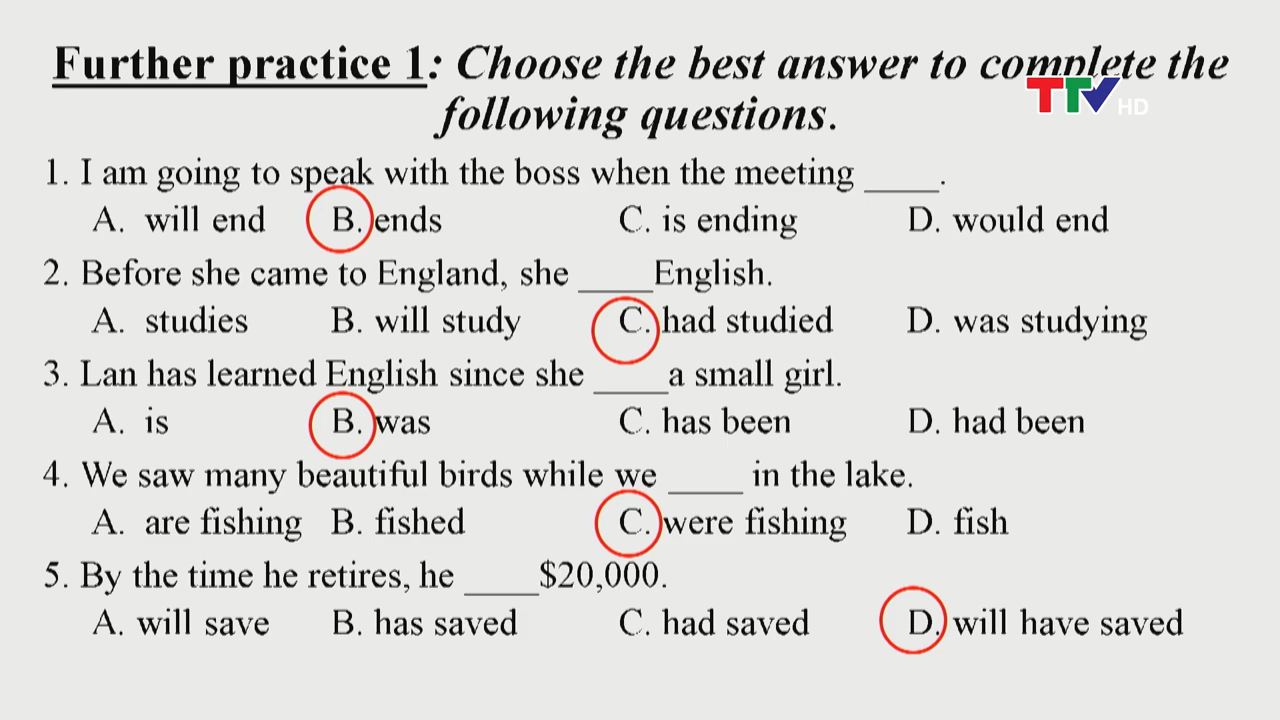 Further practice 1: Choose the best answer to complete the
following questions.
TTV HD
1. I am going to speak with the boss when the meeting ____.
A. will end B. ends C. is ending D. would end
2. Before she came to England, she ____English.
A. studies B. will study C. had studied D. was studying
3. Lan has learned English since she ____a small girl.
A. is B. was C. has been D. had been
4. We saw many beautiful birds while we ____ in the lake.
A. are fishing B. fished C. were fishing D. fish
5. By the time he retires, he ____$20,000.
A. will save B. has saved C. had saved D. will have saved